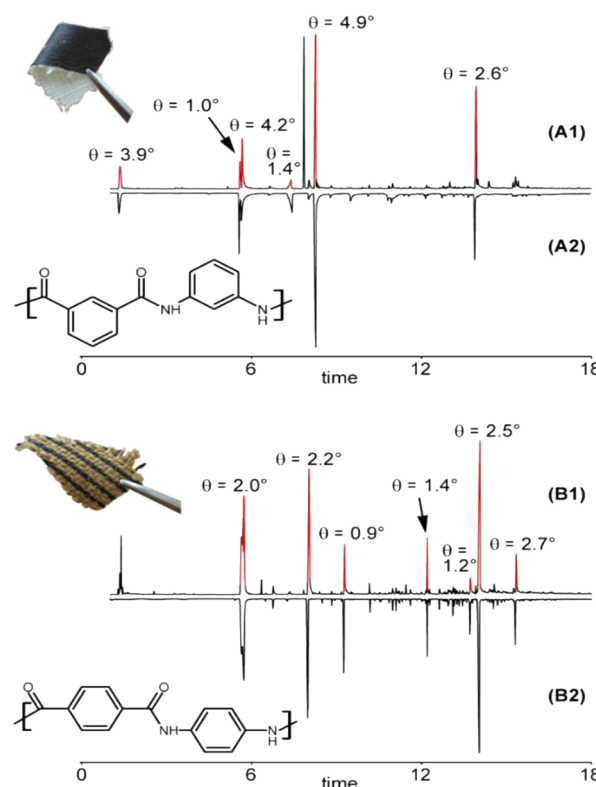 θ = 4.9°
θ = 2.6°
θ = 1.0°
θ = 4.2°
(A1)
θ = 3.9°
θ =
1.4°
(A2)
O
O
NH
N
H
0
6
12
18
time
θ = 2.5°
θ = 2.2°
θ = 2.0°
θ = 1.4°
(B1)
θ = 0.9°
θ =
1.2°
θ = 2.7°
(B2)
O
O
NH
N
H
0
6
12
18
time